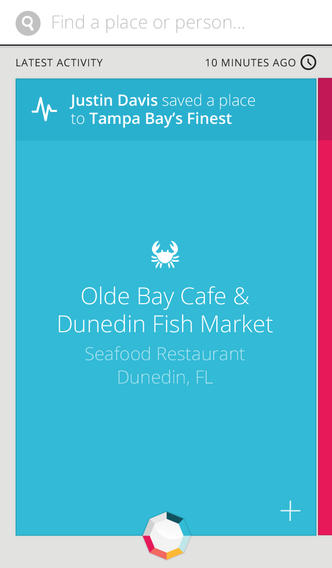 Find a place or person...
LATEST ACTIVITY
10 MINUTES AGO
Justin Davis saved a place
to Tampa Bay's Finest
Olde Bay Cafe &
Dunedin Fish Market
Seafood Restaurant
Dunedin, FL